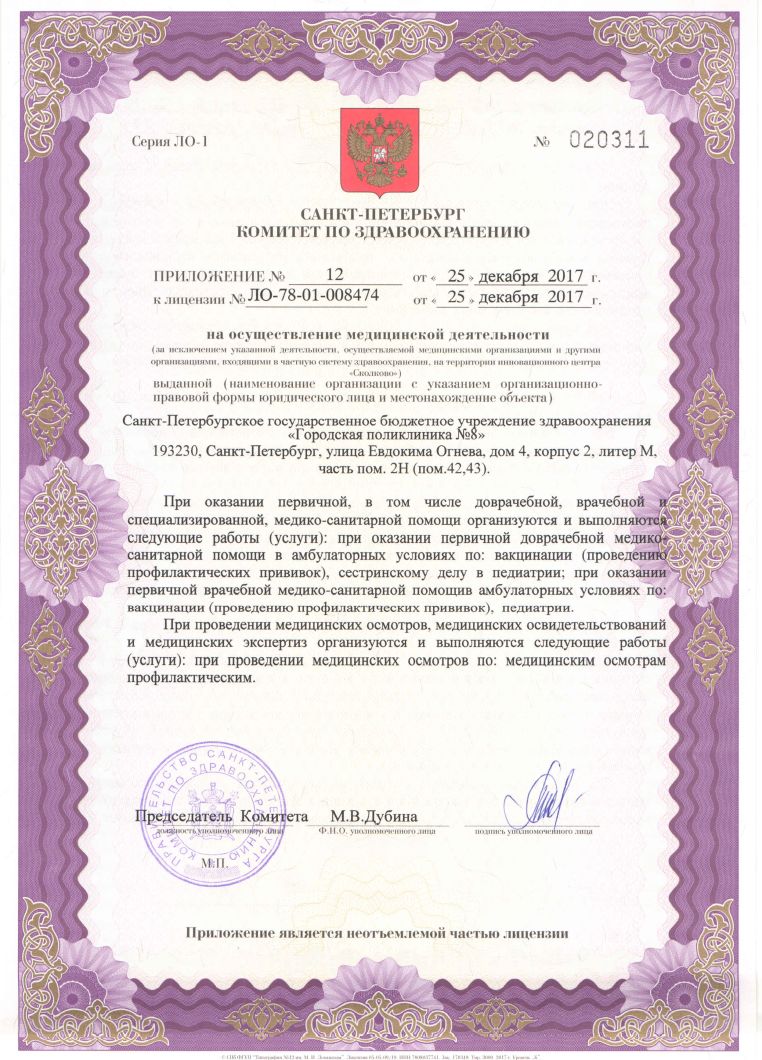 Серия ЛО-1 № 020311
САНКТ-ПЕТЕРБУРГ
КОМИТЕТ ПО ЗДРАВООХРАНЕНИЮ
ПРИЛОЖЕНИЕ № 12 от « 25 » декабря 2017 г.
к лицензии № ЛО-78-01-008474 от « 25 » декабря 2017 г.
на осуществление медицинской деятельности
(за исключением указанной деятельности, осуществляемой медицинскими организациями и другими
организациями, входящими в частную систему здравоохранения, на территории инновационного центра
«Сколково»)
выданной (наименование организации с указанием организационно-
правовой формы юридического лица и местонахождение объекта)
Санкт-Петербургское государственное бюджетное учреждение здравоохранения
«Городская поликлиника №8»
193230, Санкт-Петербург, улица Евдокима Огнева, дом 4, корпус 2, литер М,
часть пом. 2Н (пом.42,43).
При оказании первичной, в том числе доврачебной, врачебной и
специализированной, медико-санитарной помощи организуются и выполняются
следующие работы (услуги): при оказании первичной доврачебной медико-
санитарной помощи в амбулаторных условиях по: вакцинации (проведению
профилактических прививок), сестринскому делу в педиатрии; при оказании
первичной врачебной медико-санитарной помощив амбулаторных условиях по:
вакцинации (проведению профилактических прививок), педиатрии.
При проведении медицинских осмотров, медицинских освидетельствований
и медицинских экспертиз организуются и выполняются следующие работы
(услуги): при проведении медицинских осмотров по: медицинским осмотрам
профилактическим.
ПРАВИТЕЛЬСТВО САНКТ-ПЕТЕРБУРГА
КОМИТЕТ ПО ЗДРАВООХРАНЕНИЮ
Председатель Комитета М.В.Дубина
должность уполномоченного лица Ф.И.О. уполномоченного лица подпись уполномоченного лица
М.П.
Приложение является неотъемлемой частью лицензии